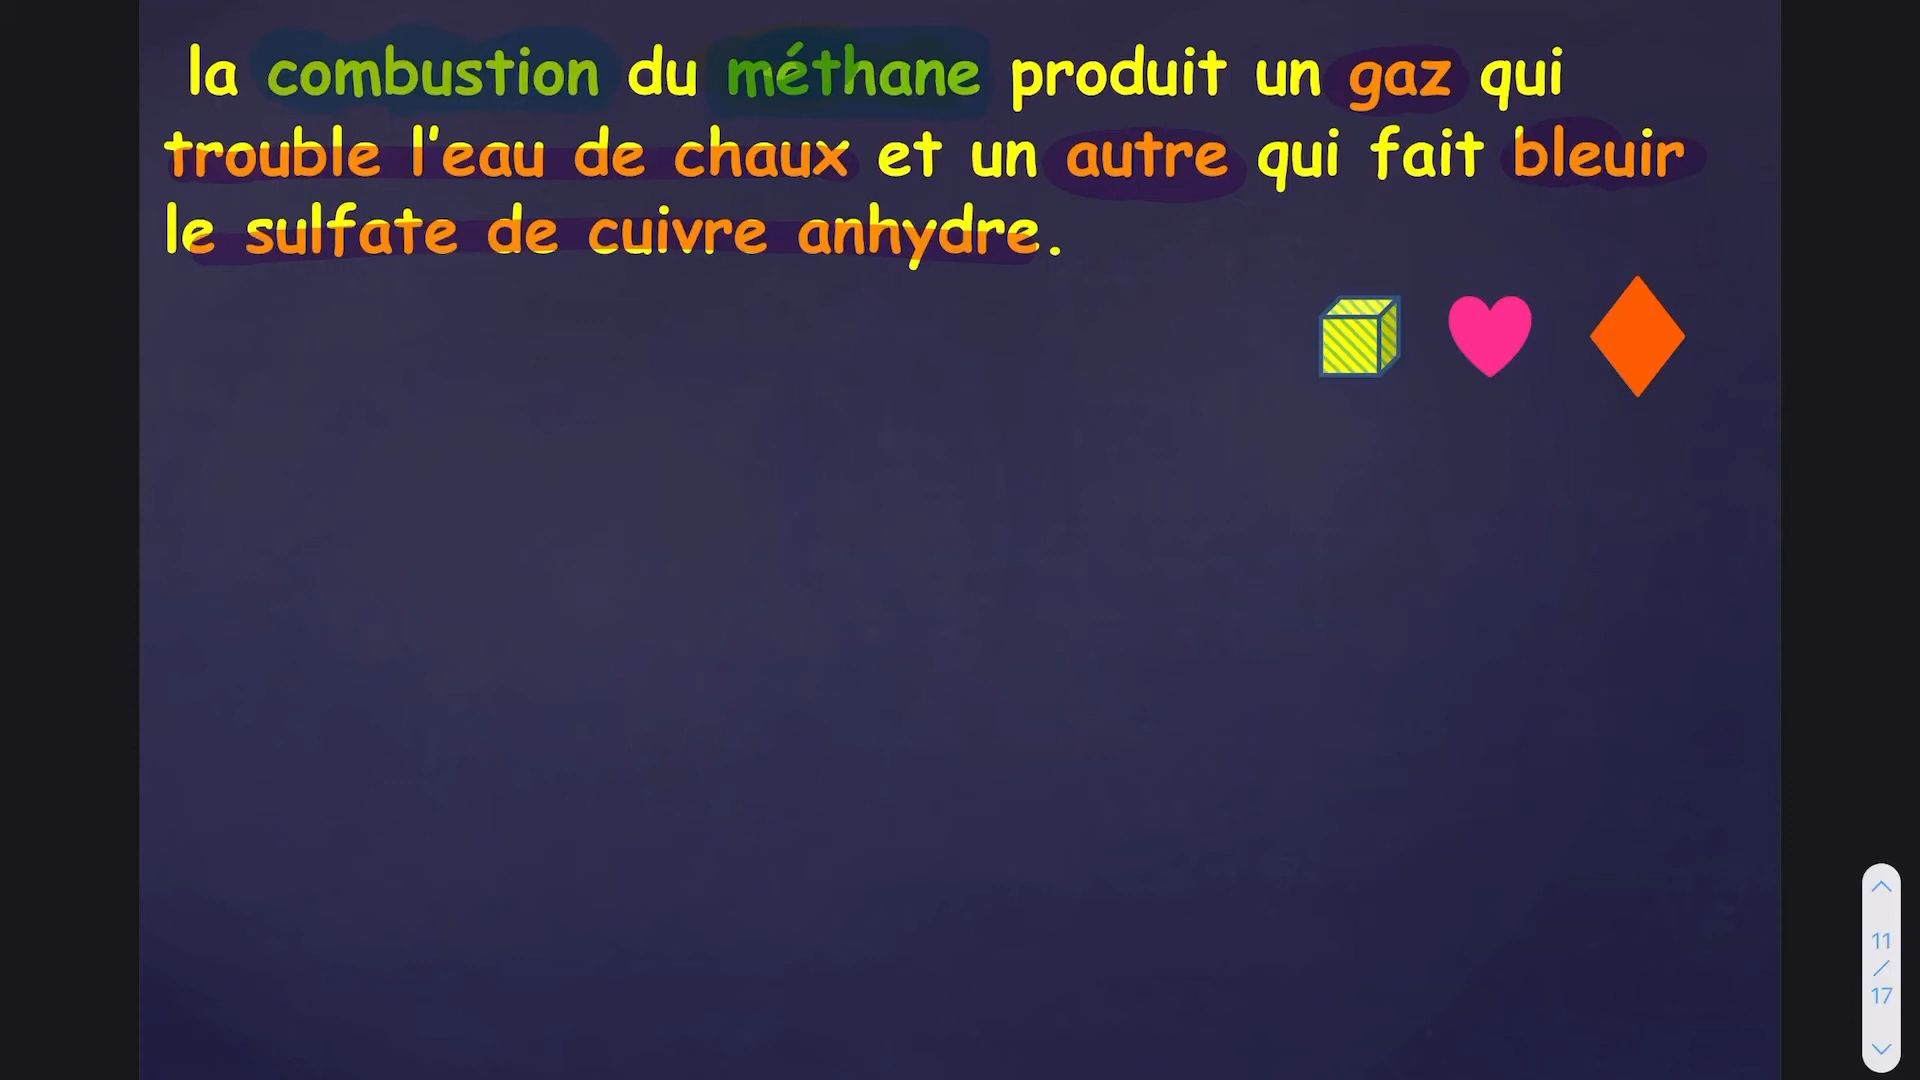 la combustion du méthane produit un gaz qui
trouble l'eau de chaux et un autre qui fait bleuir
le sulfate de cuivre anhydre.
11
/
17